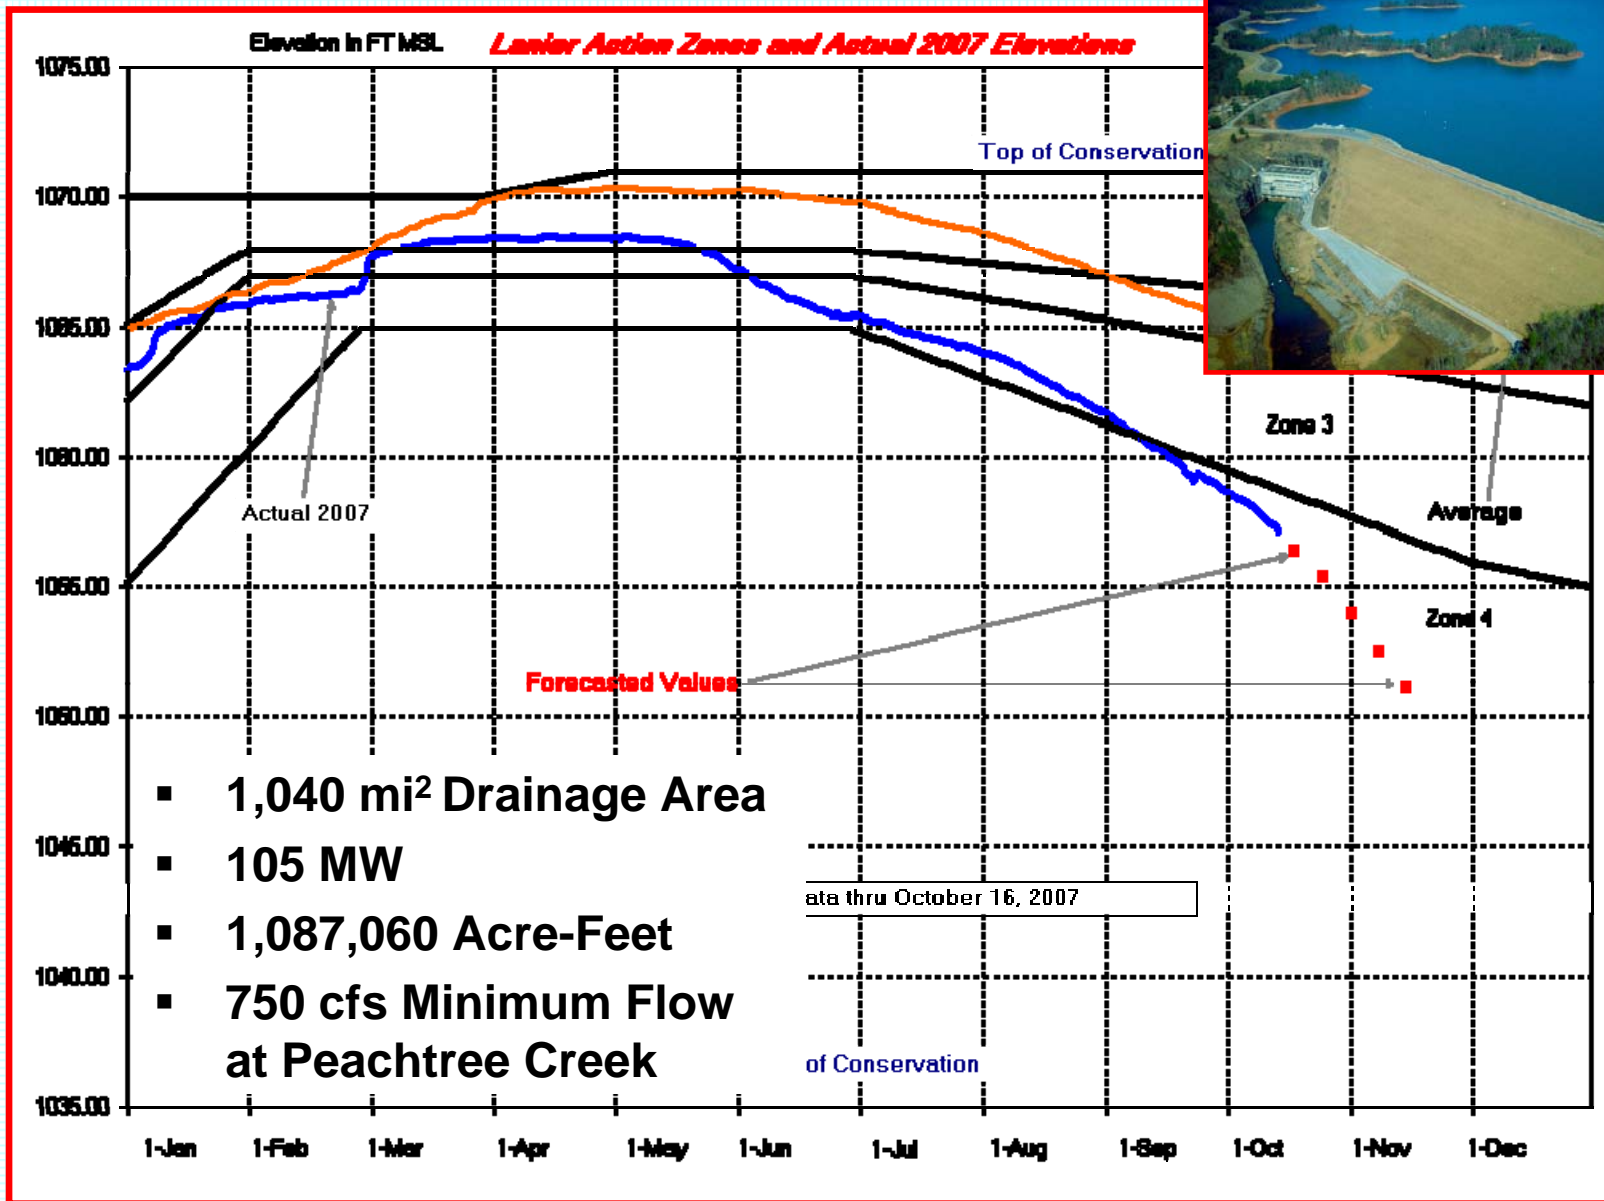 Elevation in FT MSL
Lanier Action Zones and Actual 2007 Elevations
1075.00
Top of Conservation
1070.00
1065.00
Zone 3
1060.00
Actual 2007
Average
1055.00
Zone 4
Forecasted Values
1050.00
▪ 1,040 mi² Drainage Area
1045.00
▪ 105 MW
ata thru October 16, 2007
▪ 1,087,060 Acre-Feet
1040.00
▪ 750 cfs Minimum Flow
at Peachtree Creek
of Conservation
1035.00
1-Jan 1-Feb 1-Mar 1-Apr 1-May 1-Jun 1-Jul 1-Aug 1-Sep 1-Oct 1-Nov 1-Dec